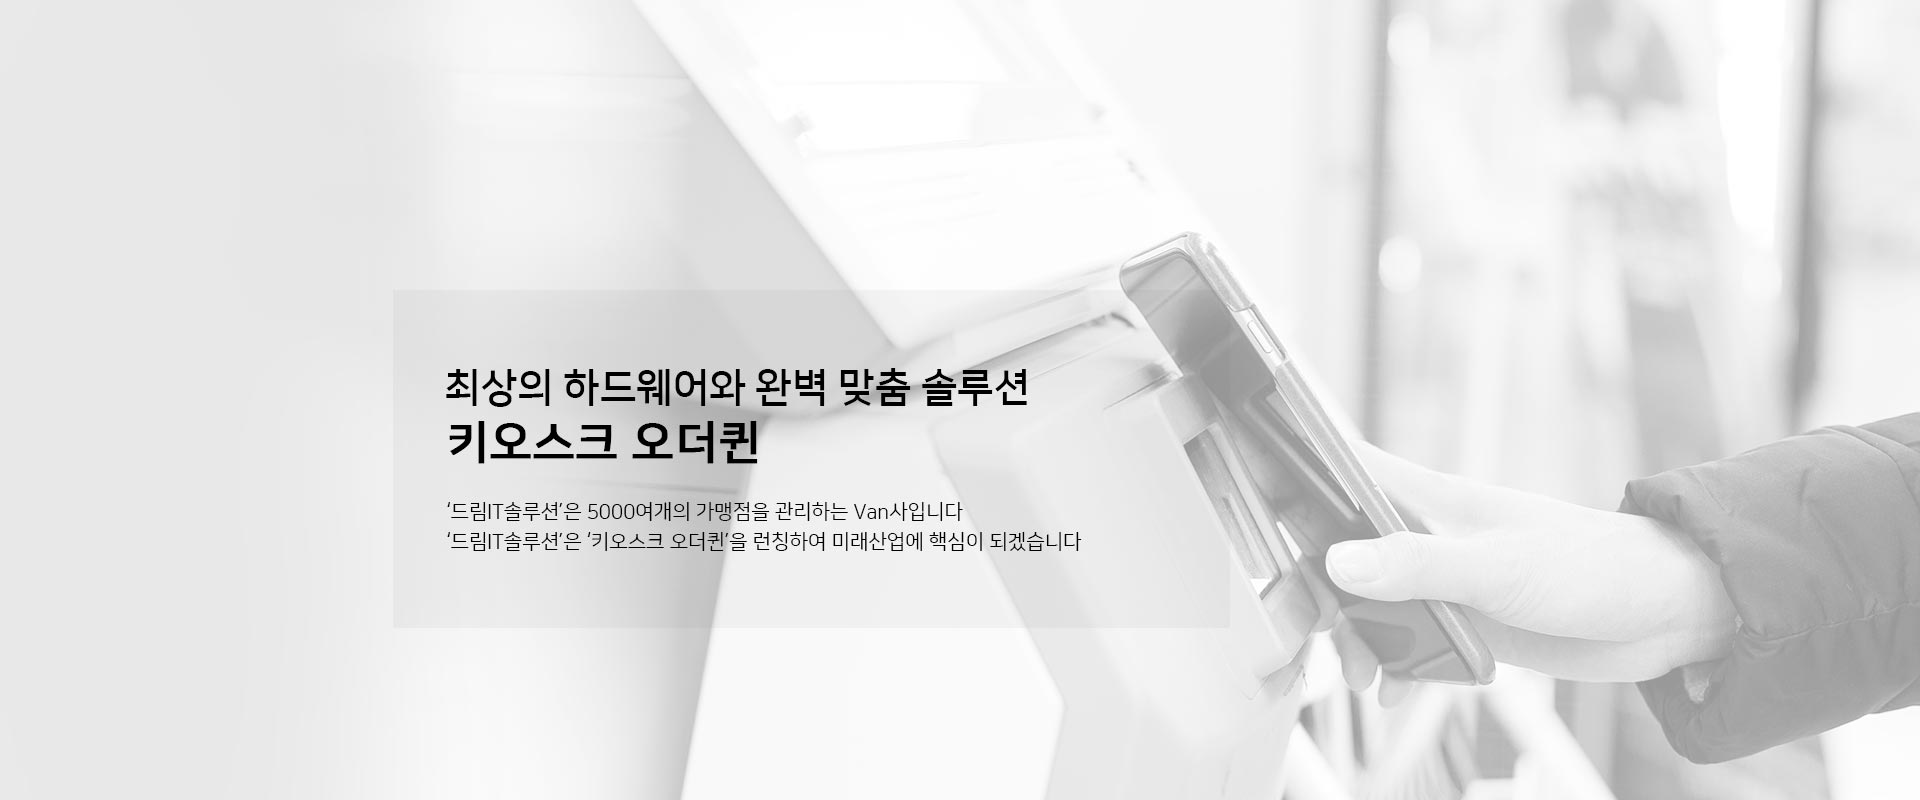 최상의 하드웨어와 완벽 맞춤 솔루션
키오스크 오더퀸
‘드림IT솔루션’은 5000여개의 가맹점을 관리하는 Van사입니다
‘드림IT솔루션’은 ‘키오스크 오더퀸’을 런칭하여 미래산업에 핵심이 되겠습니다